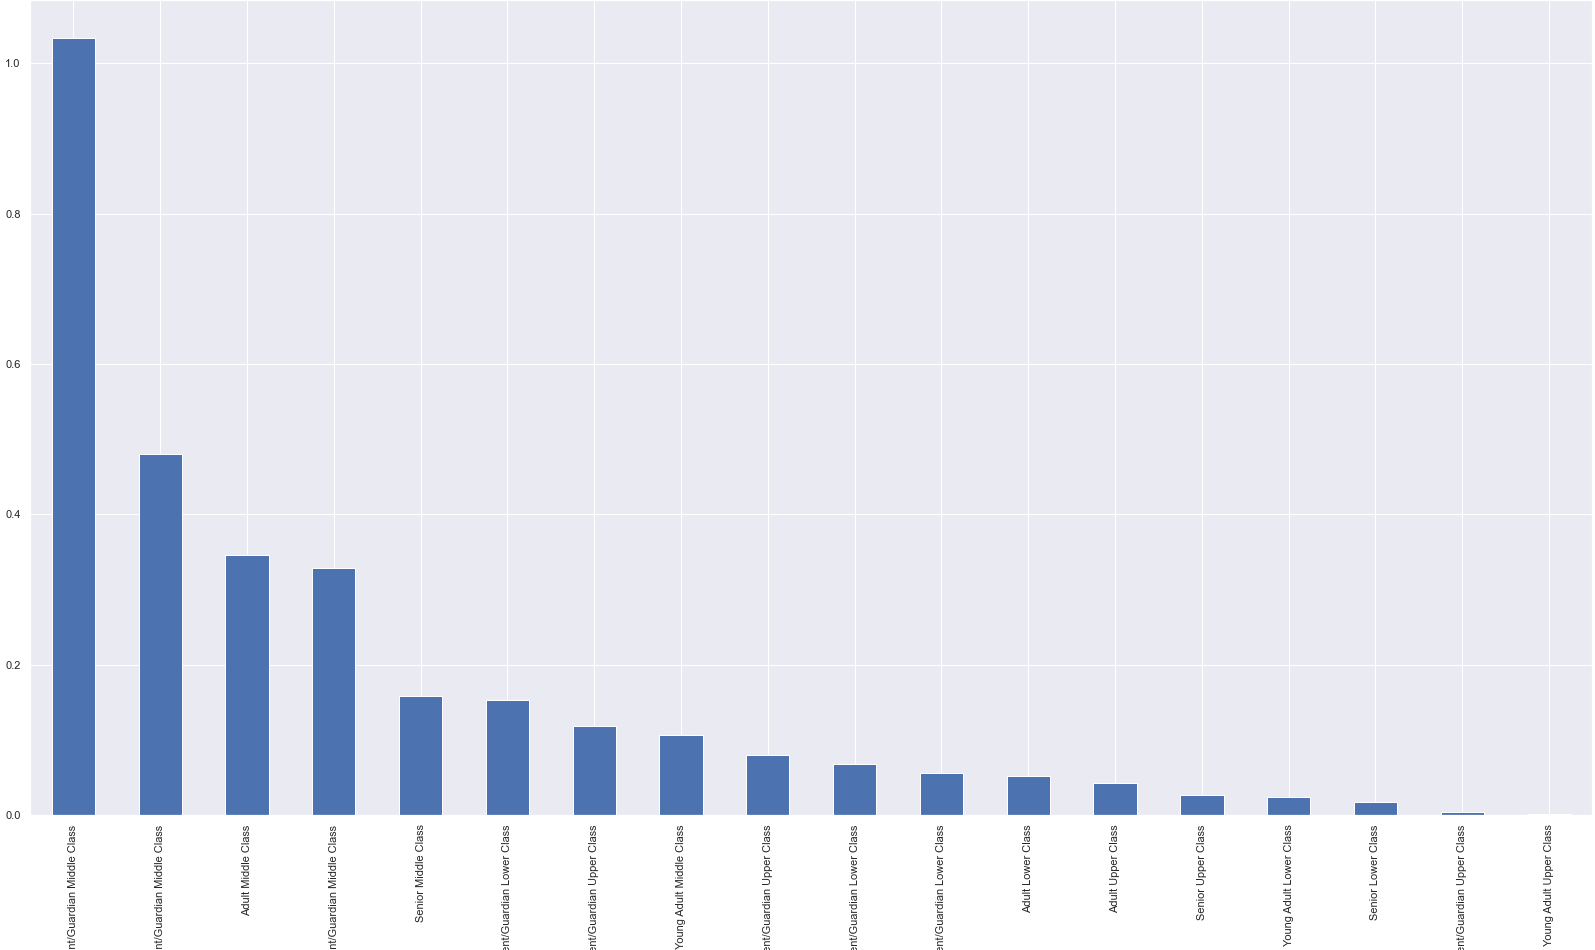 1.0
0.8
0.6
0.4
0.2
0.0
nt/Guardian Middle Class
nt/Guardian Middle Class
Adult Middle Class
nt/Guardian Middle Class
Senior Middle Class
ent/Guardian Lower Class
ent/Guardian Upper Class
Young Adult Middle Class
ent/Guardian Upper Class
ent/Guardian Lower Class
ent/Guardian Lower Class
Adult Lower Class
Adult Upper Class
Senior Upper Class
Young Adult Lower Class
Senior Lower Class
ent/Guardian Upper Class
Young Adult Upper Class